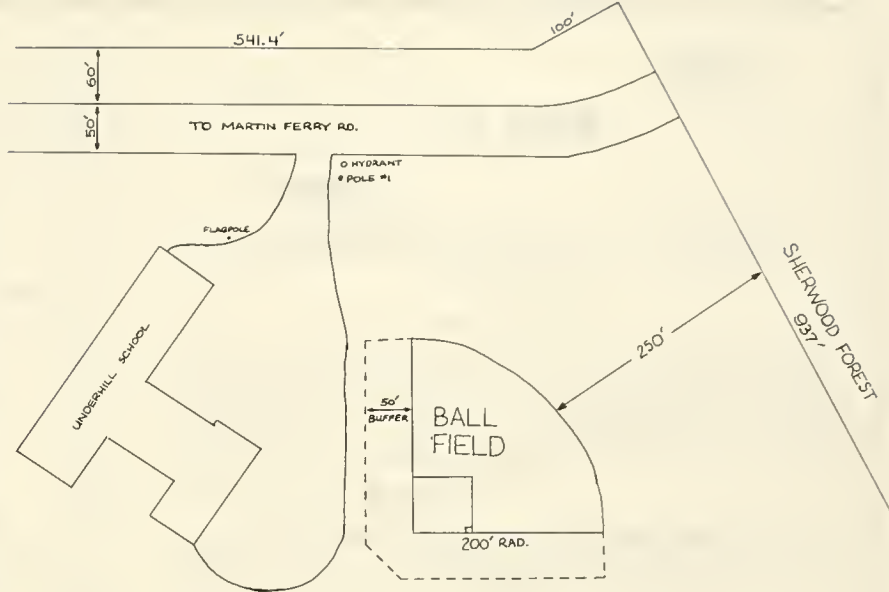 541.4'
100'
60'
50'
TO MARTIN FERRY RD.
O HYDRANT
• POLE #1
FLAGPOLE
UNDERHILL SCHOOL
SHERWOOD FOREST
937'
250'
50'
BUFFER
BALL
FIELD
200' RAD.